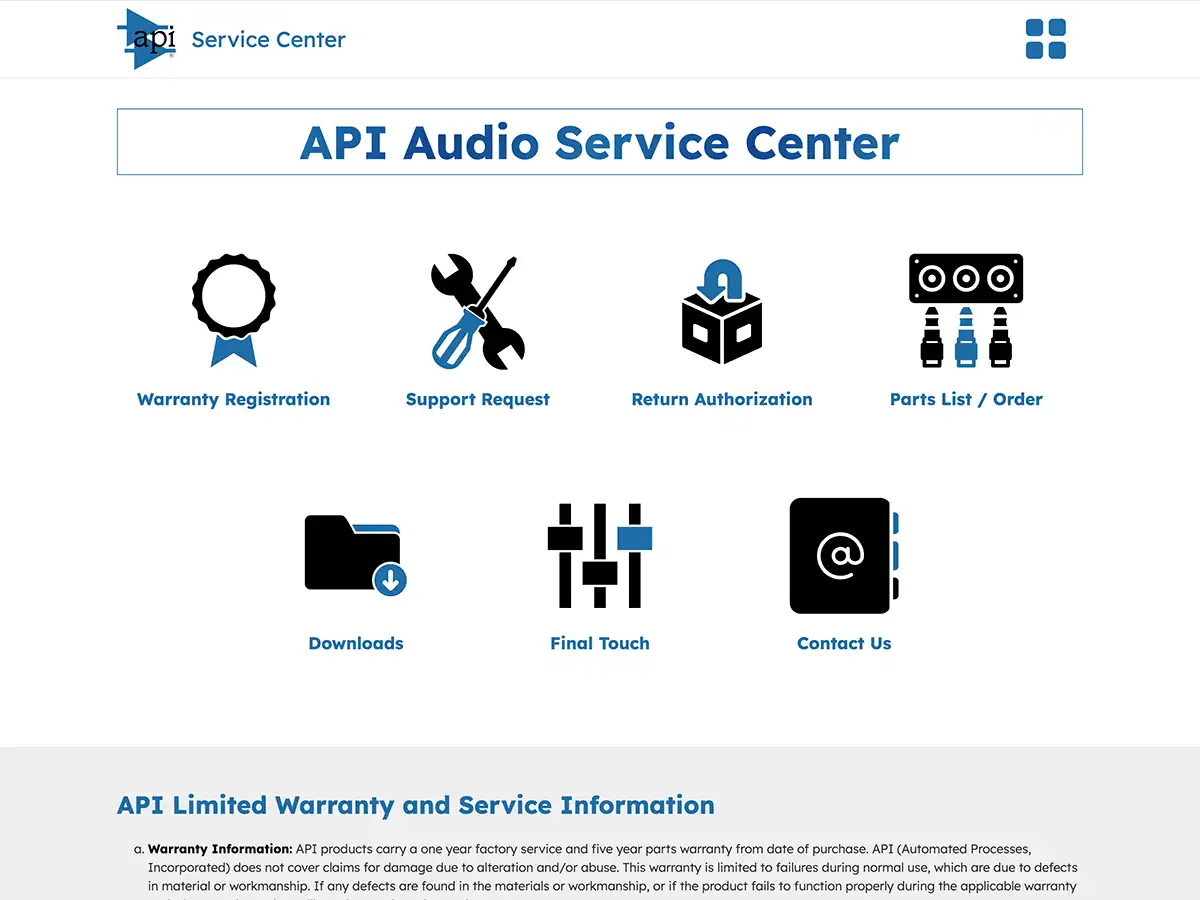 api Service Center
API Audio Service Center
Warranty Registration
Support Request
Return Authorization
Parts List / Order
@
Downloads
Final Touch
Contact Us
API Limited Warranty and Service Information
a. Warranty Information: API products carry a one year factory service and five year parts warranty from date of purchase. API (Automated Processes,
Incorporated) does not cover claims for damage due to alteration and/or abuse. This warranty is limited to failures during normal use, which are due to defects
in material or workmanship. If any defects are found in the materials or workmanship, or if the product fails to function properly during the applicable warranty